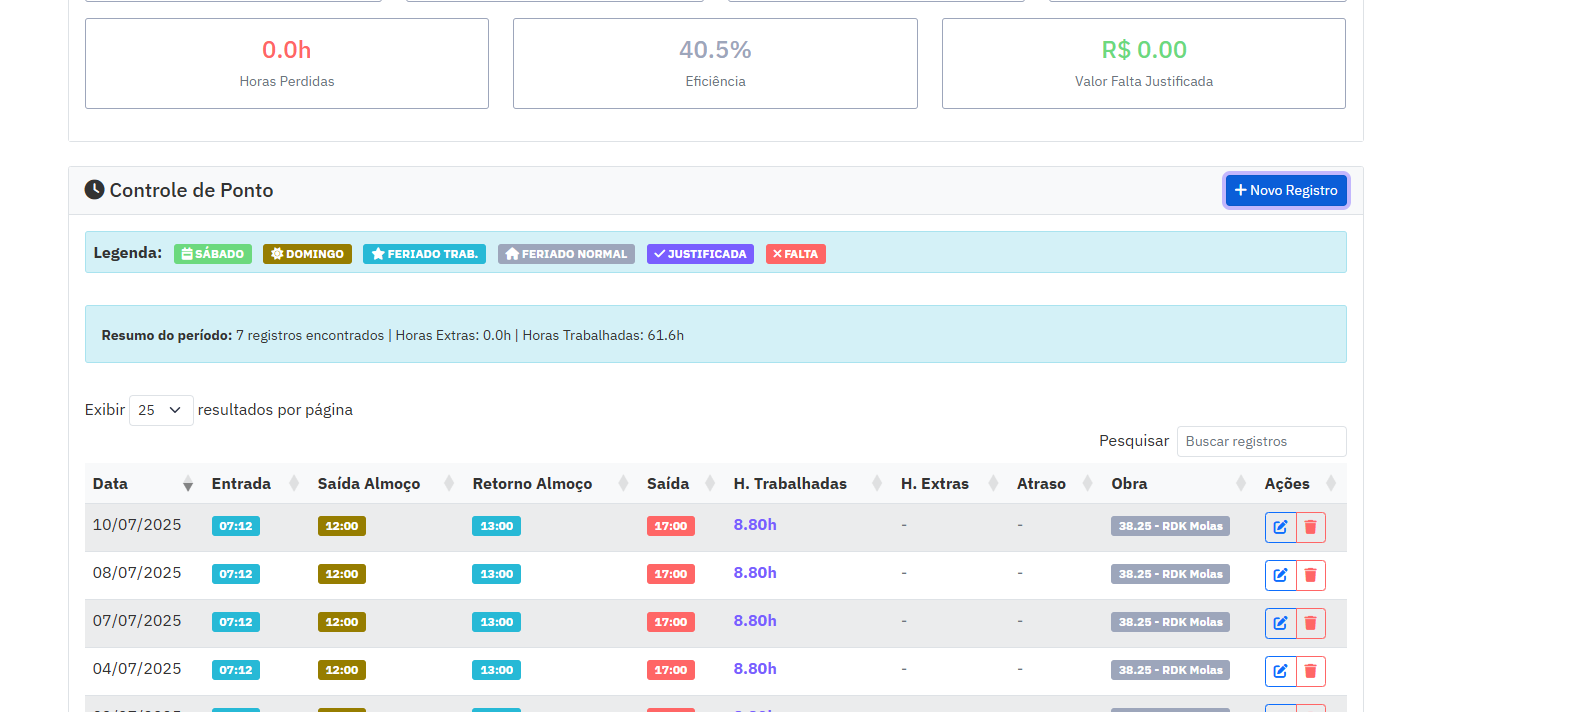 0.0h
Horas Perdidas
40.5%
Eficiência
R$ 0.00
Valor Falta Justificada
Controle de Ponto
Novo Registro
Legenda: SÁBADO DOMINGO FERIADO TRAB. FERIADO NORMAL JUSTIFICADA FALTA
Resumo do período: 7 registros encontrados | Horas Extras: 0.0h | Horas Trabalhadas: 61.6h
Exibir 25 resultados por página
Pesquisar Buscar registros
Data Entrada Saída Almoço Retorno Almoço Saída H. Trabalhadas H. Extras Atraso Obra Ações
10/07/2025 07:12 12:00 13:00 17:00 8.80h - - 38.25 - RDK Molas
08/07/2025 07:12 12:00 13:00 17:00 8.80h - - 38.25 - RDK Molas
07/07/2025 07:12 12:00 13:00 17:00 8.80h - - 38.25 - RDK Molas
04/07/2025 07:12 12:00 13:00 17:00 8.80h - - 38.25 - RDK Molas